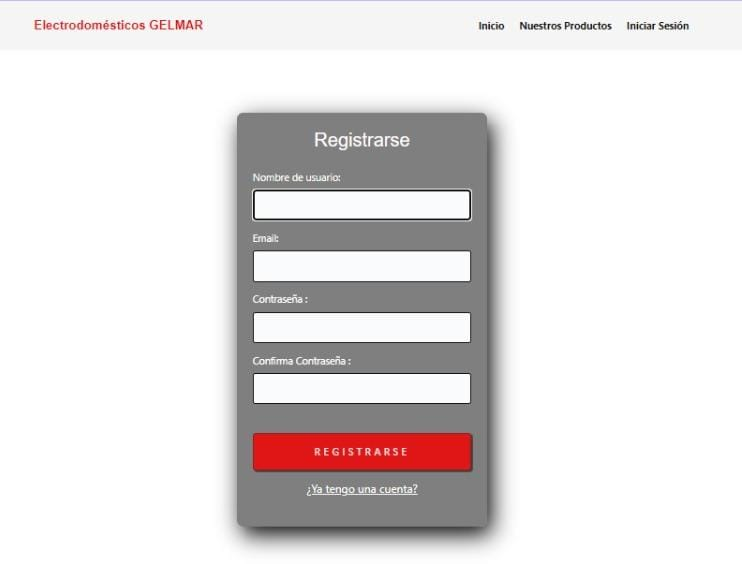 Electrodomésticos GELMAR
Inicio Nuestros Productos Iniciar Sesión
Registrarse
Nombre de usuario:
Email:
Contraseña :
Confirma Contraseña :
REGISTRARSE
¿Ya tengo una cuenta?